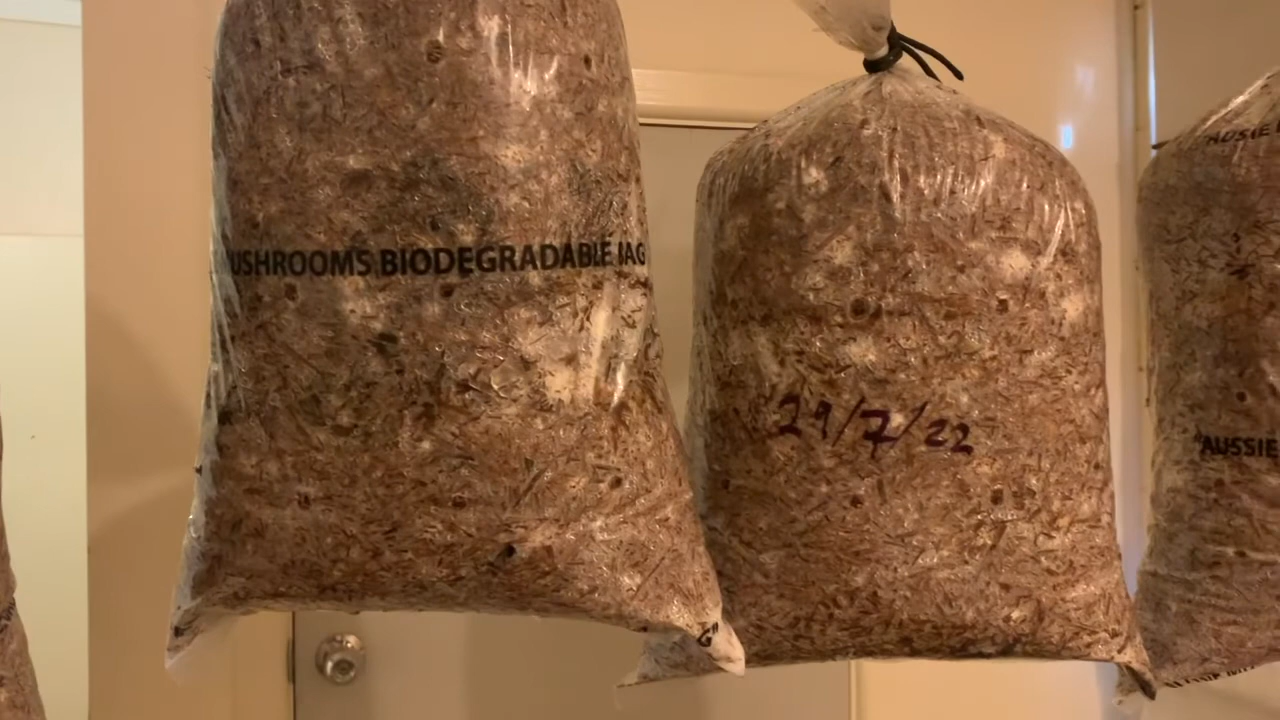 USHROOMS BIODEGRADABLE BAG
29/7/22
"AUSSIE
AUSSIE
G"